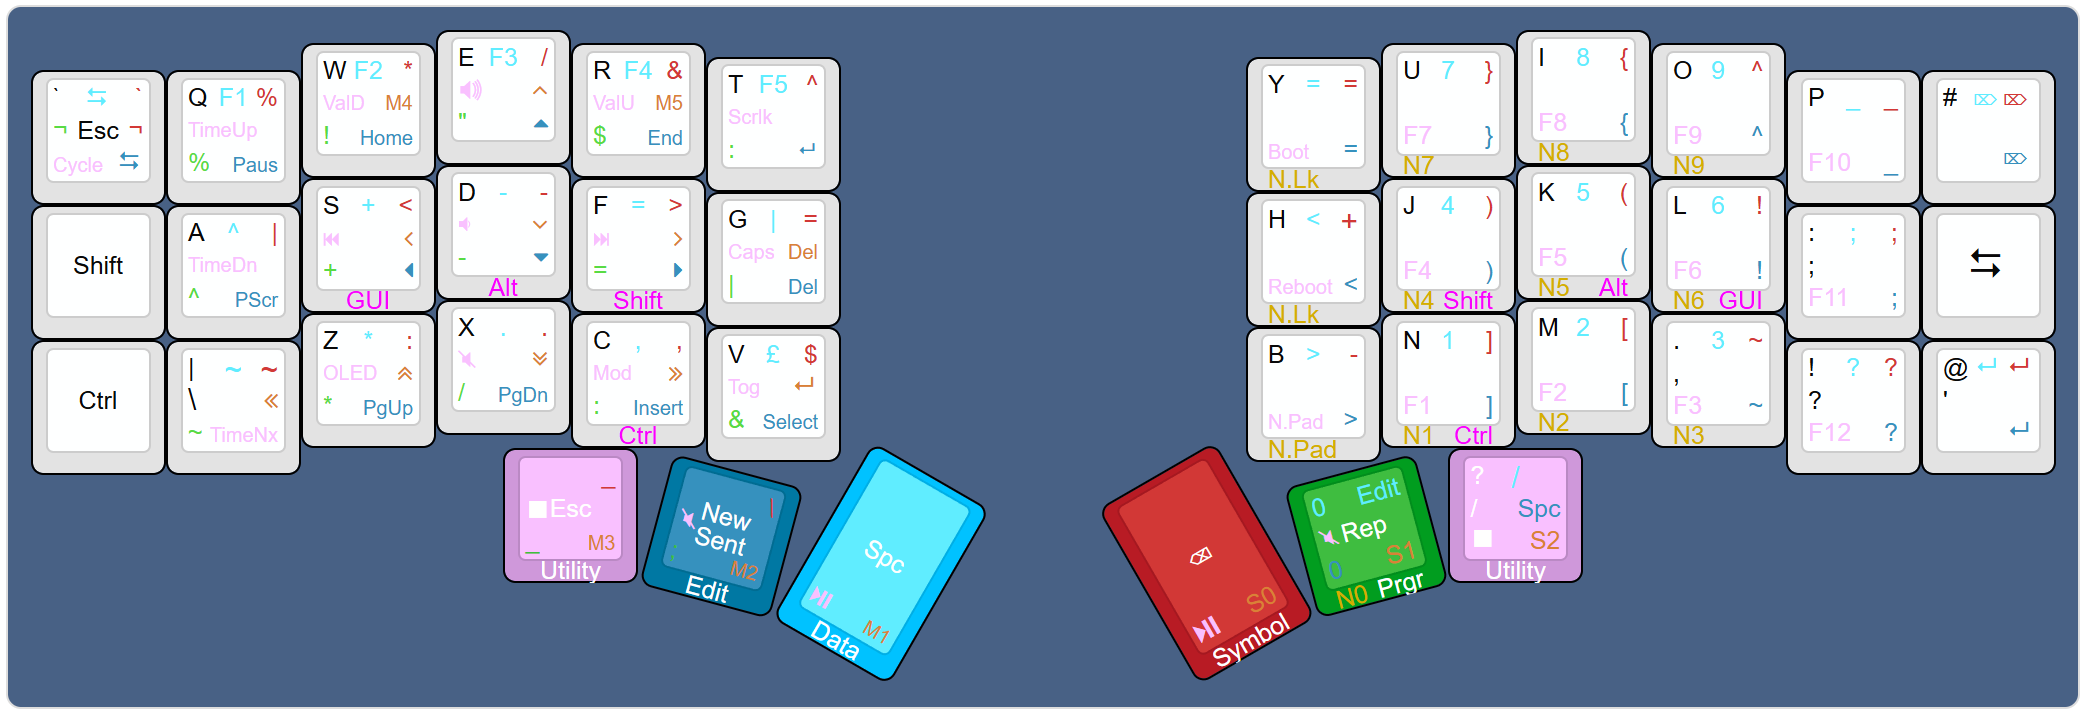 ` `
¬ Esc ¬
Cycle
Q F1 %
TimeUp
% Paus
W F2 *
ValD M4
! Home
E F3 /
"
R F4 &
ValU M5
$ End
T F5 ^
Scrlk
:
Y = =
Boot =
N.Lk
U 7 }
F7 }
N7
I 8 {
F8 {
N8
O 9 ^
F9 ^
N9
P _ _
F10 _
#
Shift
A ^ |
TimeDn
^ PScr
S + <
<
+
GUI
D - -
-
Alt
F = >
>
=
Shift
G | =
Caps Del
| Del
H < +
Reboot <
N.Lk
J 4 )
F4 )
N4 Shift
K 5 (
F5 (
N5 Alt
L 6 !
F6 !
N6 GUI
: ; ;
;
F11 ;
Ctrl
| ~ ~
\
~ TimeNx
Z * :
OLED
* PgUp
X . .
/ PgDn
C , ,
Mod
: Insert
Ctrl
V £ $
Tog
& Select
B > -
N.Pad >
N.Pad
N 1 ]
F1 ]
N1 Ctrl
M 2 [
F2 [
N2
. 3 ~
,
F3 ~
N3
! ? ?
?
F12 ?
@
'
_
Esc
_ M3
Utility
|
New
Sent
; M2
Edit
Spc
M1
Data
S0
Symbol
0 Edit
Rep
0 S1
N0 Prgr
? /
/ Spc
S2
Utility